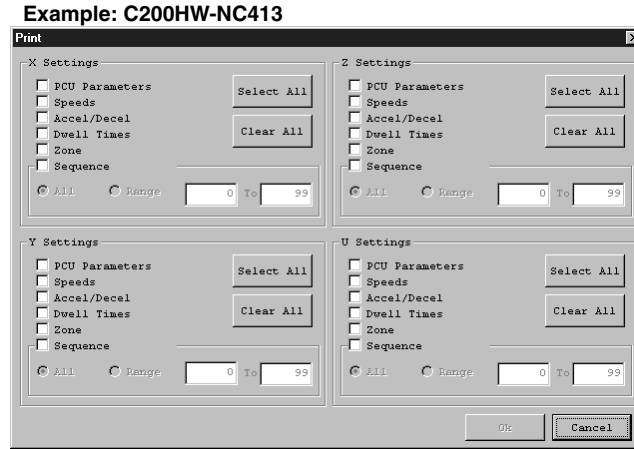 Example: C200HW-NC413
Print
X Settings
PCU Parameters
Speeds
Accel/Decel
Dwell Times
Zone
Sequence
Select All
Clear All
All Range 0 To 99
Z Settings
PCU Parameters
Speeds
Accel/Decel
Dwell Times
Zone
Sequence
Select All
Clear All
All Range 0 To 99
Y Settings
PCU Parameters
Speeds
Accel/Decel
Dwell Times
Zone
Sequence
Select All
Clear All
All Range 0 To 99
U Settings
PCU Parameters
Speeds
Accel/Decel
Dwell Times
Zone
Sequence
Select All
Clear All
All Range 0 To 99
Ok Cancel